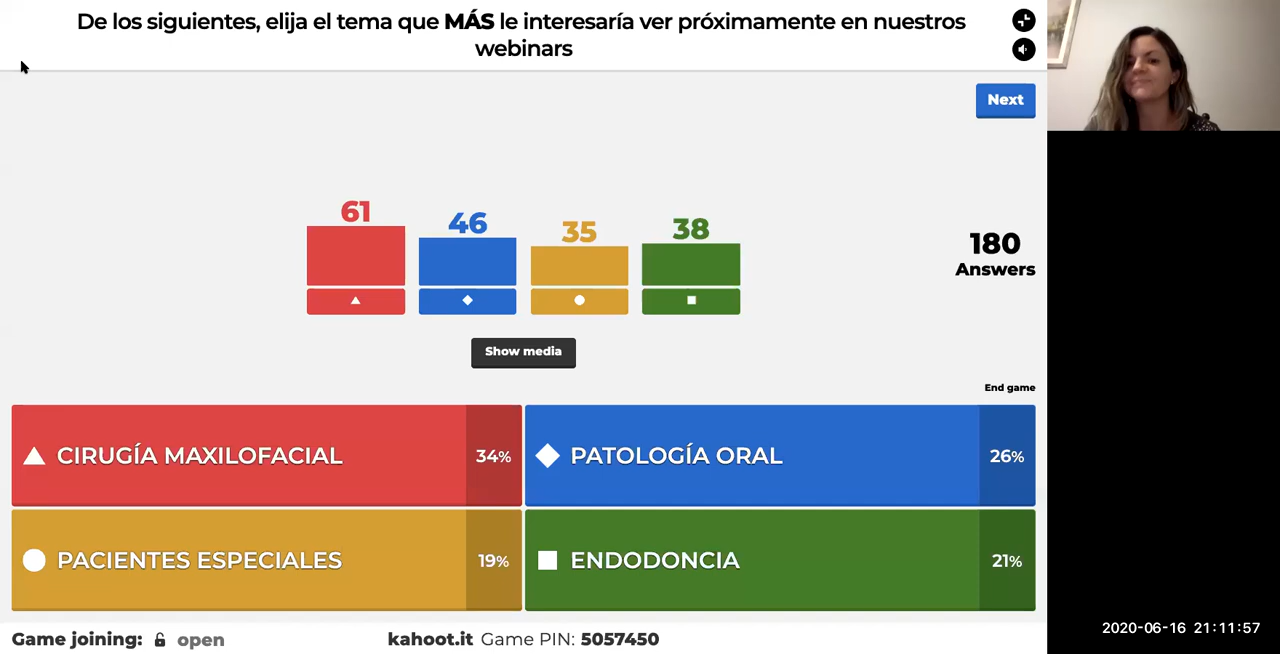 De los siguientes, elija el tema que MÁS le interesaría ver próximamente en nuestros
webinars
Next
61
46
35
38
180
Answers
Show media
End game
CIRUGÍA MAXILOFACIAL
34%
PATOLOGÍA ORAL
26%
PACIENTES ESPECIALES
19%
ENDODONCIA
21%
Game joining: open
kahoot.it Game PIN: 5057450
2020-06-16 21:11:57